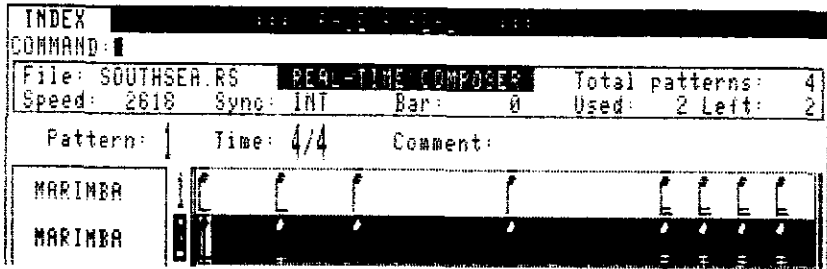 INDEX
COMMAND:
File: SOUTHSEA.RS REAL-TIME COMPOSER Total patterns: 4
Speed: 2618 Sync: INT Bar: 0 Used: 2 Left: 2
Pattern: 1 Time: 4/4 Comment:
MARIMBA
MARIMBA